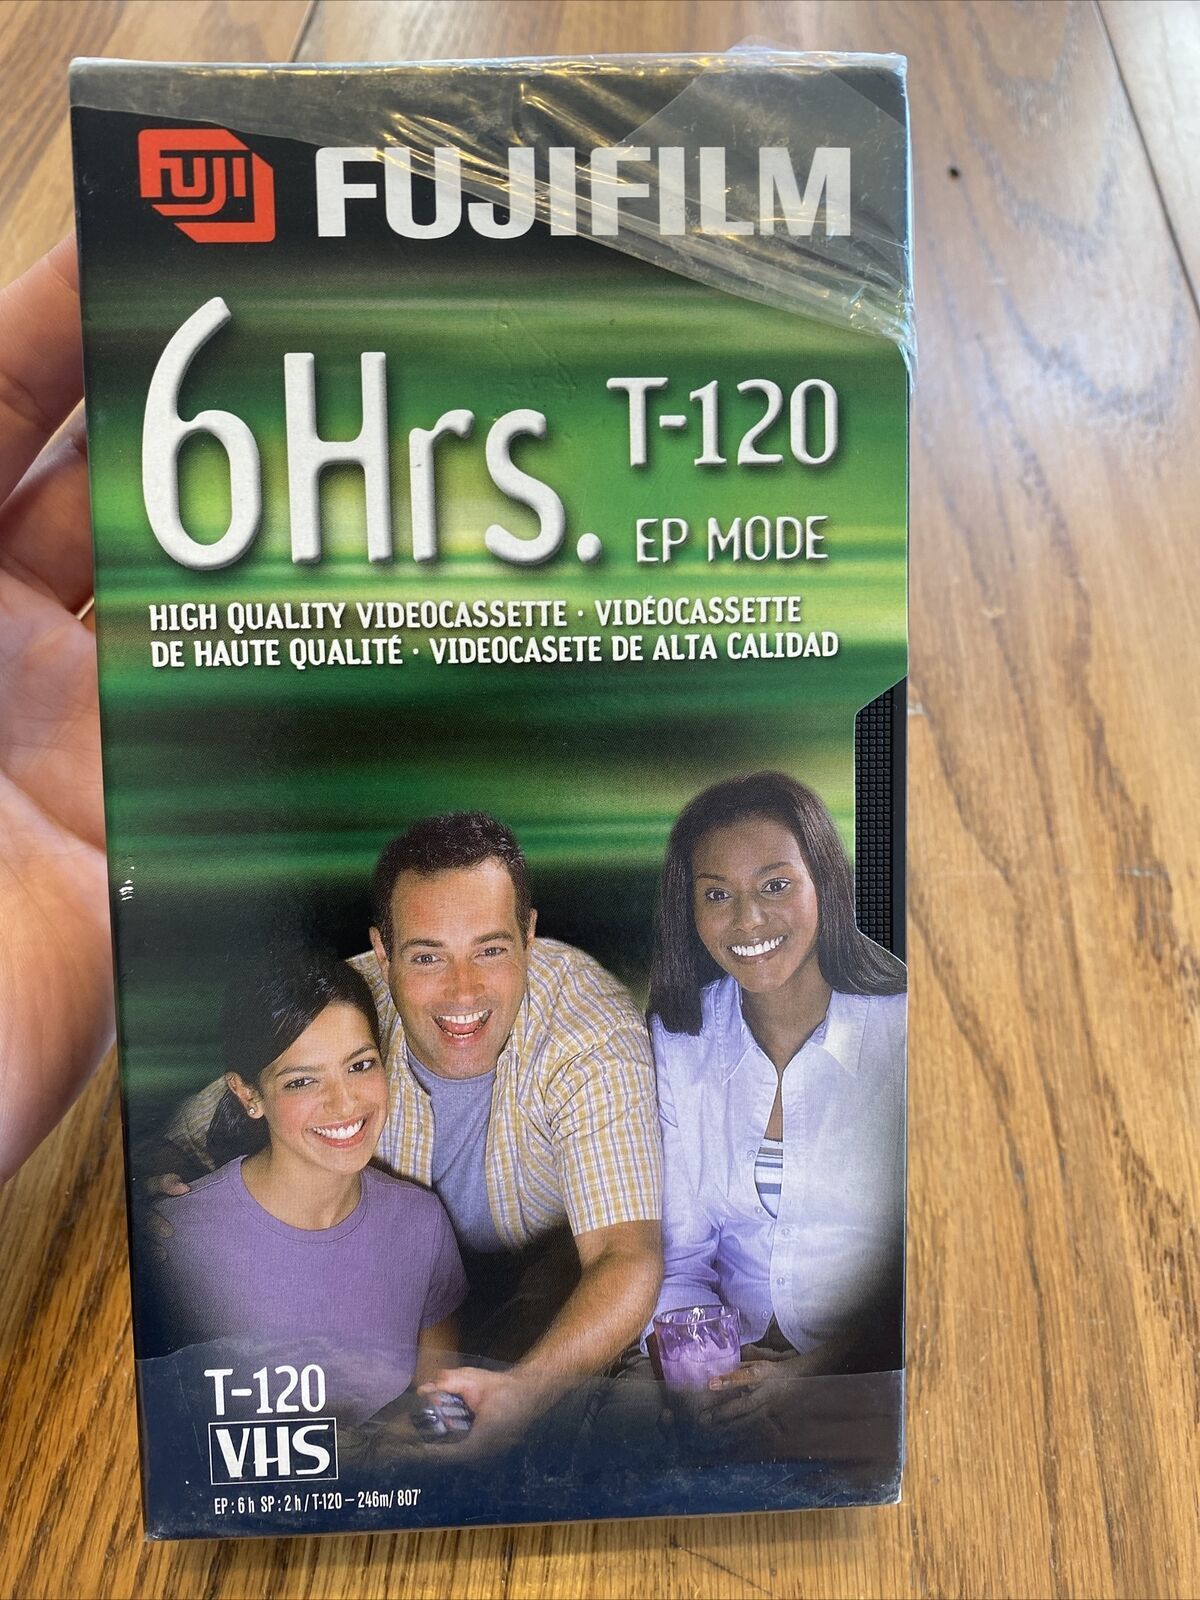 FUJI
FUJIFILM
6Hrs. T-120
EP MODE
HIGH QUALITY VIDEOCASSETTE · VIDÉOCASSETTE
DE HAUTE QUALITÉ · VIDEOCASETE DE ALTA CALIDAD
T-120
VHS
EP : 6 h SP : 2 h / T-120 – 246m/ 807'